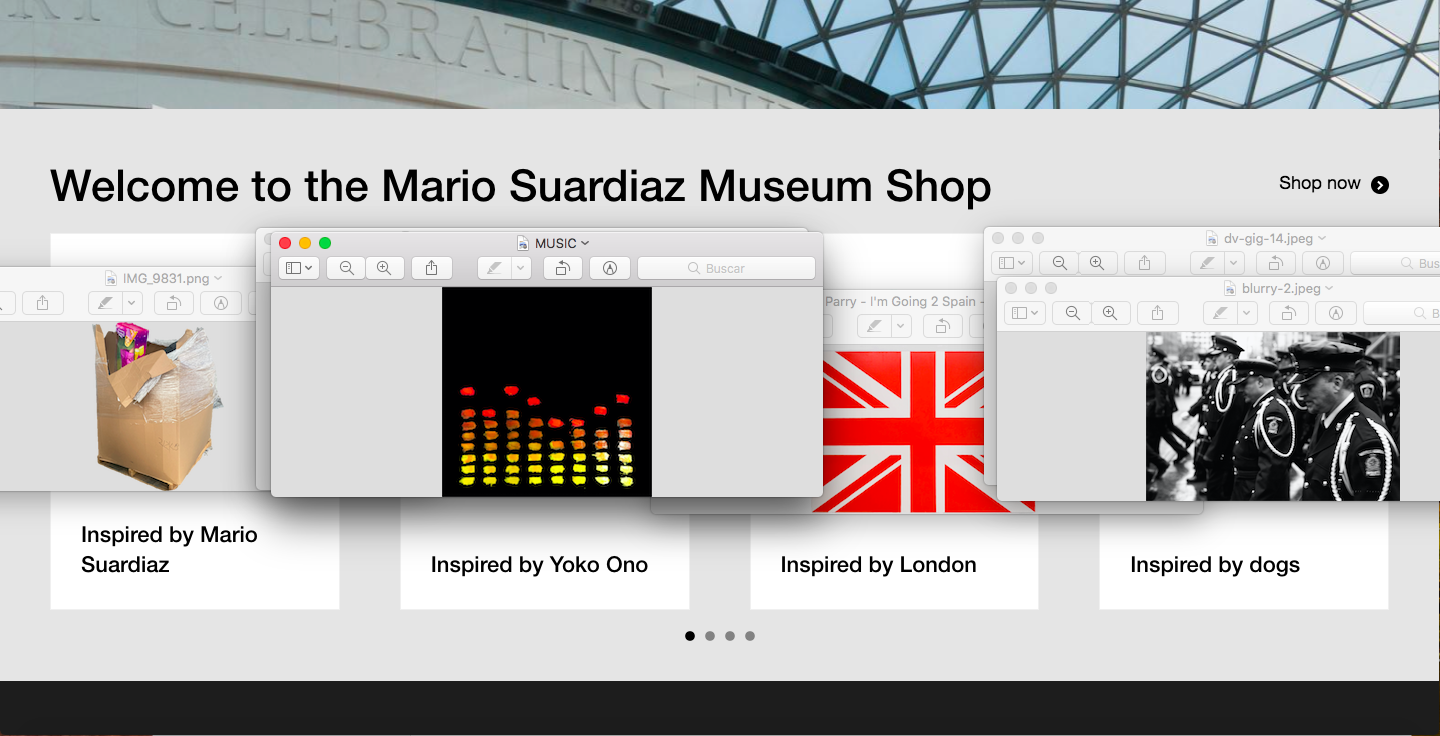 RT CELEBRATING TH
Welcome to the Mario Suardiaz Museum Shop
Shop now
MUSIC
dv-gig-14.jpeg
IMG_9831.png
Buscar
Bus
blurry-2.jpeg
Parry - I'm Going 2 Spain -
B
Inspired by Mario
Suardiaz
Inspired by Yoko Ono
Inspired by London
Inspired by dogs